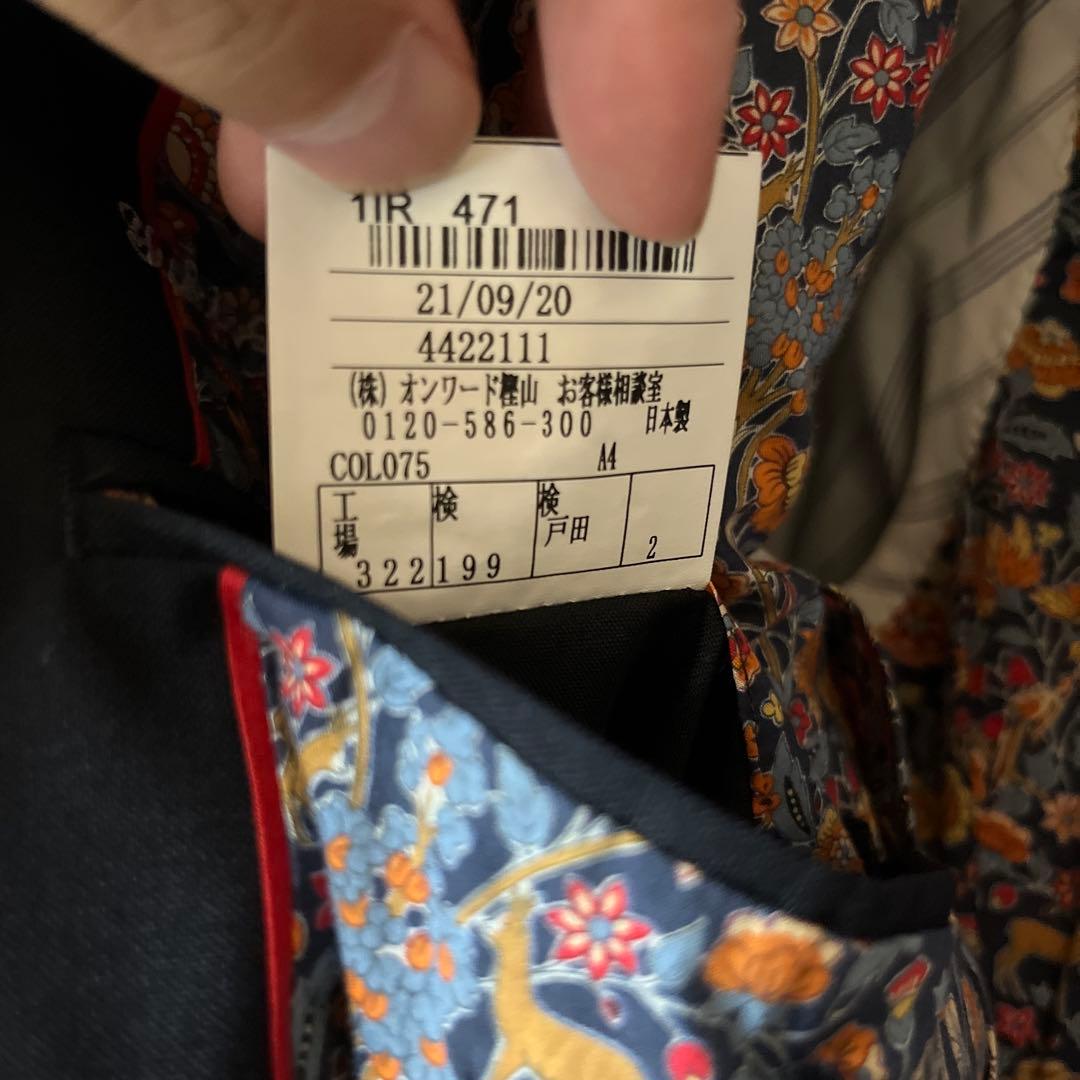 1IR 471
21/09/20
4422111
(株) オンワード樫山 お客様相談室
0120-586-300 日本製
COL075 A4
工場 322 検 199 検 戸田 2